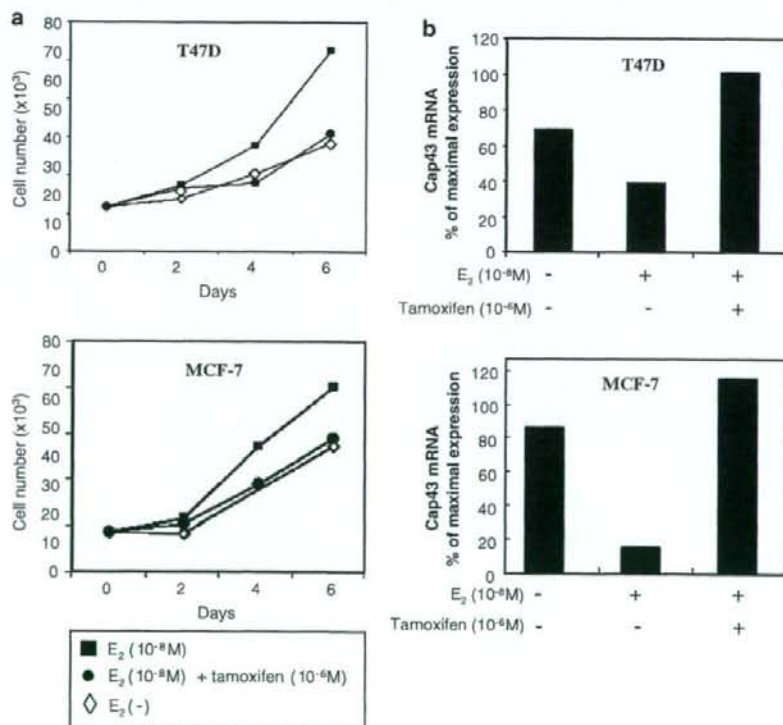 a
T47D
Cell number (x10³)
80
70
60
40
30
20
10
0
0 2 4 6
Days
MCF-7
Cell number (x10³)
80
70
60
40
30
20
10
0
0 2 4 6
Days
E₂ (10⁻⁸M)
E₂ (10⁻⁸M) + tamoxifen (10⁻⁶M)
E₂ (-)
b
T47D
Cap43 mRNA
% of maximal expression
120
100
80
60
40
20
0
E₂ (10⁻⁸M) - + +
Tamoxifen (10⁻⁶M) - - +
MCF-7
Cap43 mRNA
% of maximal expression
120
100
80
60
40
20
0
E₂ (10⁻⁸M) - + +
Tamoxifen (10⁻⁶M) - - +